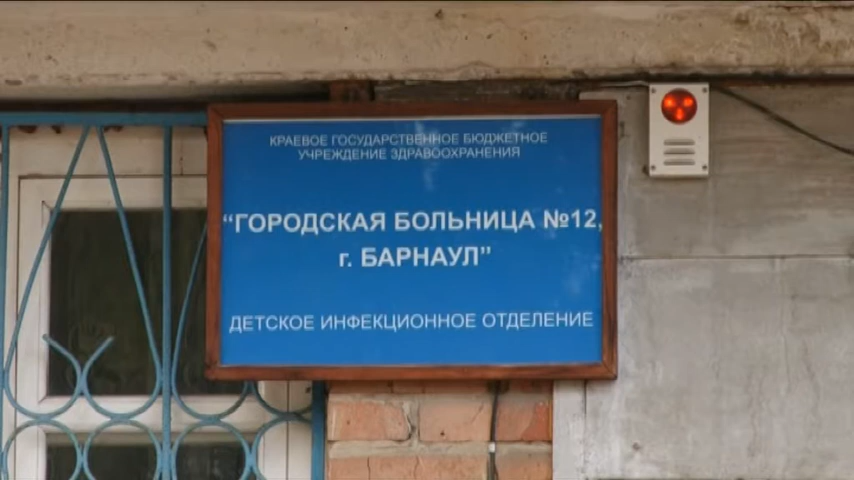 КРАЕВОЕ ГОСУДАРСТВЕННОЕ БЮДЖЕТНОЕ
УЧРЕЖДЕНИЕ ЗДРАВООХРАНЕНИЯ
“ГОРОДСКАЯ БОЛЬНИЦА №12,
г. БАРНАУЛ”
ДЕТСКОЕ ИНФЕКЦИОННОЕ ОТДЕЛЕНИЕ